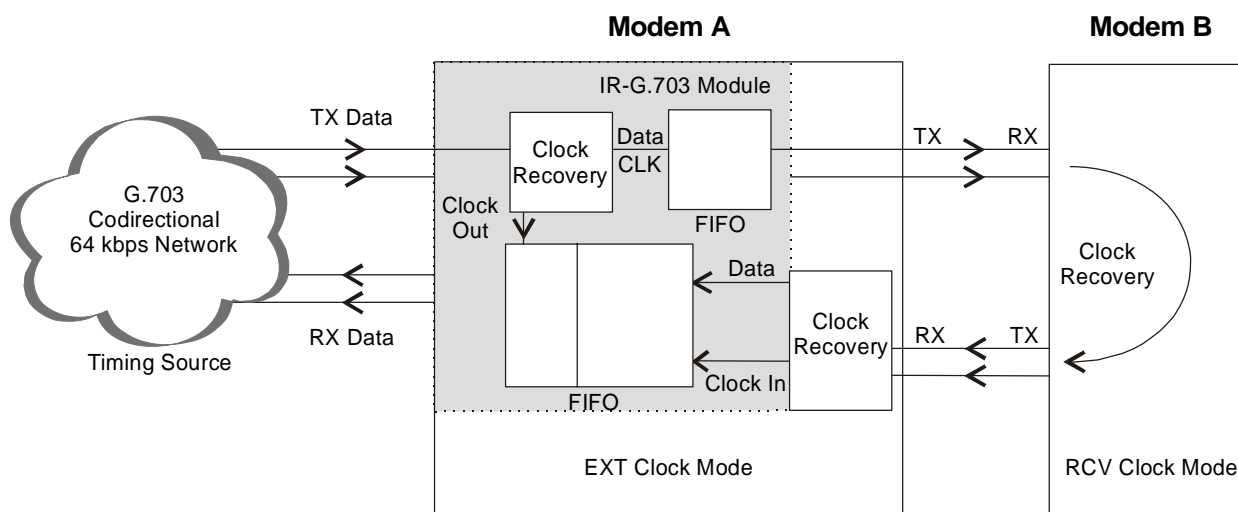 Modem A
Modem B
IR-G.703 Module
TX Data
Clock
Recovery
Data
CLK
TX
RX
G.703
Codirectional
64 kbps Network
Clock
Out
FIFO
Data
Clock
Recovery
RX Data
Timing Source
Clock
Recovery
RX
TX
Clock In
FIFO
EXT Clock Mode
RCV Clock Mode